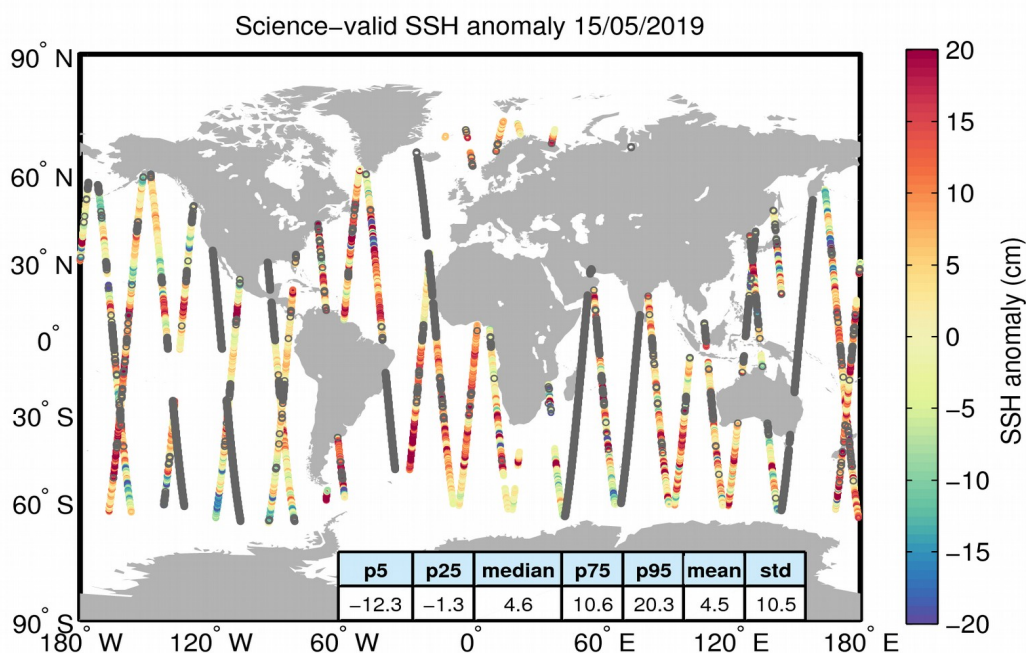 Science−valid SSH anomaly 15/05/2019
90° N
60° N
30° N
0°
30° S
60° S
90° S
180° W
120° W
60° W
0°
60° E
120° E
180° E
p5 p25 median p75 p95 mean std
−12.3 −1.3 4.6 10.6 20.3 4.5 10.5
20
15
10
5
0
−5
−10
−15
−20
SSH anomaly (cm)